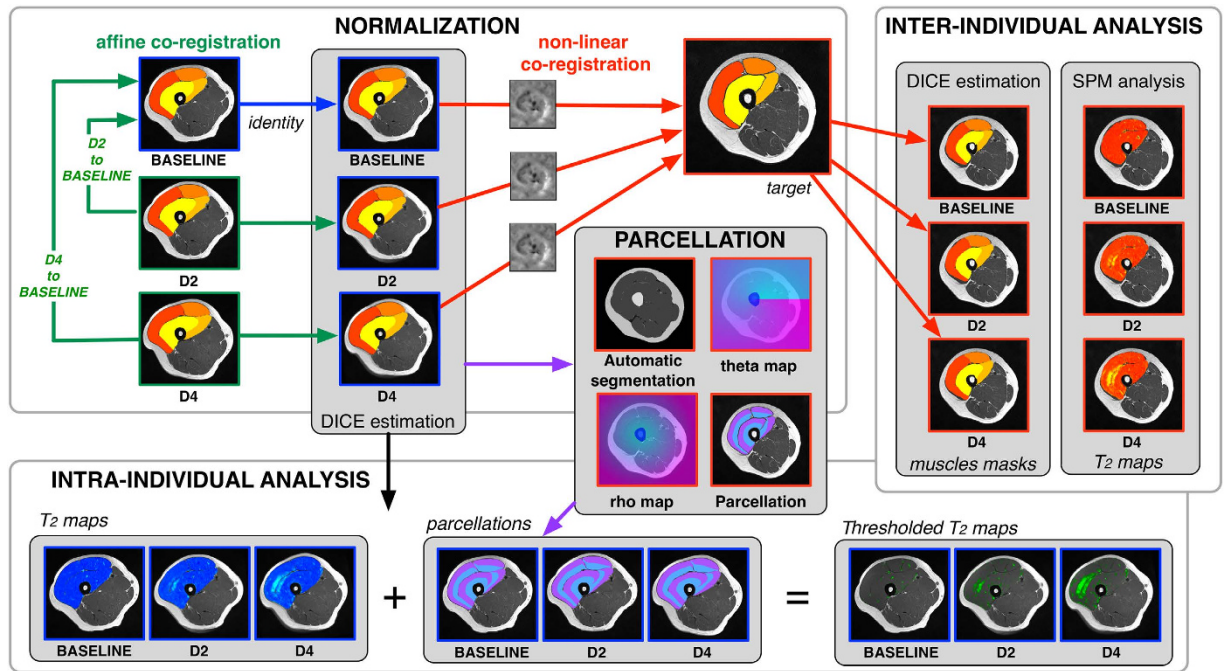 NORMALIZATION
affine co-registration
non-linear
co-registration
identity
BASELINE
BASELINE
D2
to
BASELINE
D4
to
BASELINE
D2
D2
D4
D4
DICE estimation
target
PARCELLATION
Automatic
segmentation
theta map
rho map
Parcellation
INTER-INDIVIDUAL ANALYSIS
DICE estimation
SPM analysis
BASELINE
BASELINE
D2
D2
D4
D4
muscles masks
T2 maps
INTRA-INDIVIDUAL ANALYSIS
T2 maps
BASELINE
D2
D4
+
parcellations
BASELINE
D2
D4
=
Thresholded T2 maps
BASELINE
D2
D4